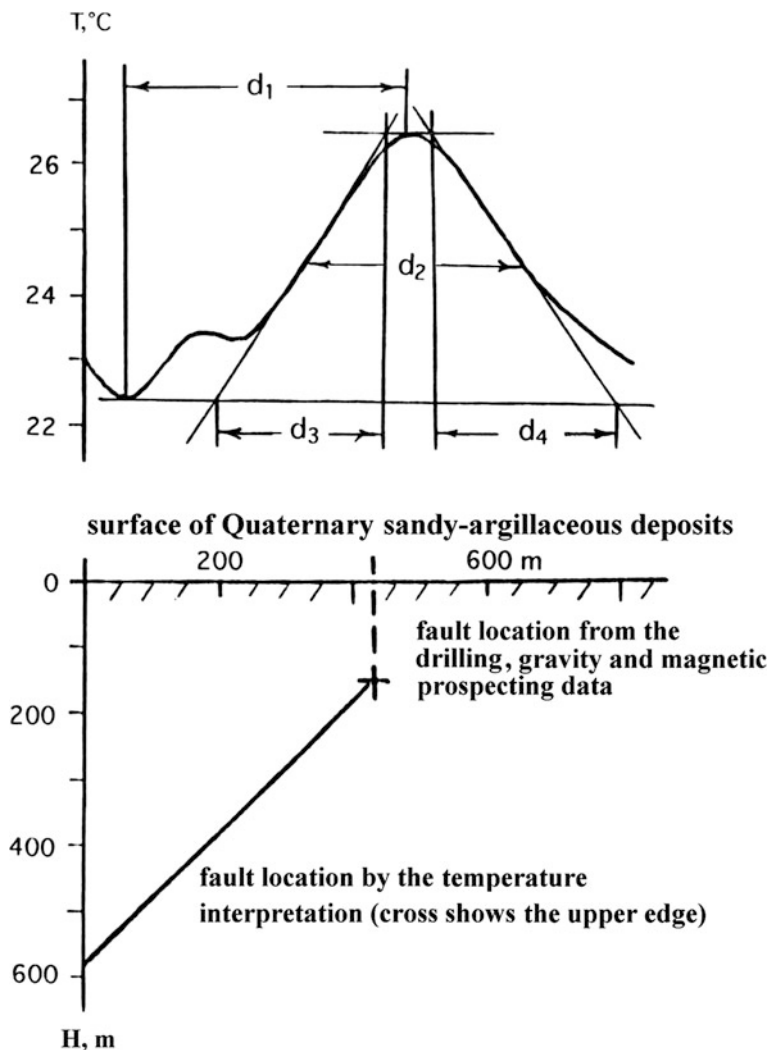 T,°C
d₁
26
d₂
24
22
d₃ d₄
surface of Quaternary sandy-argillaceous deposits
200 600 m
0
fault location from the
drilling, gravity and magnetic
prospecting data
200
400
fault location by the temperature
interpretation (cross shows the upper edge)
600
H, m